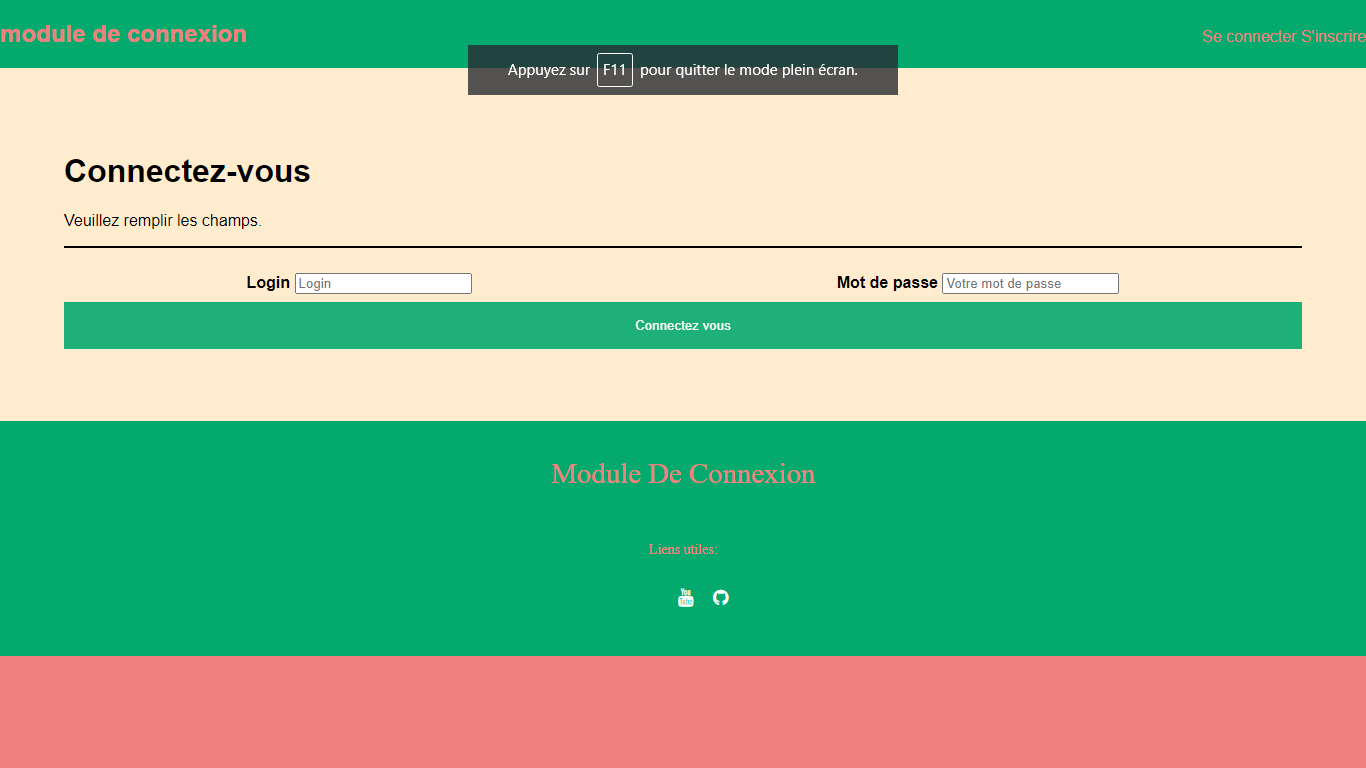 module de connexion
Se connecter S'inscrire
Appuyez sur F11 pour quitter le mode plein écran.
Connectez-vous
Veuillez remplir les champs.
Login Login
Mot de passe Votre mot de passe
Connectez vous
Module De Connexion
Liens utiles:
You
Tube